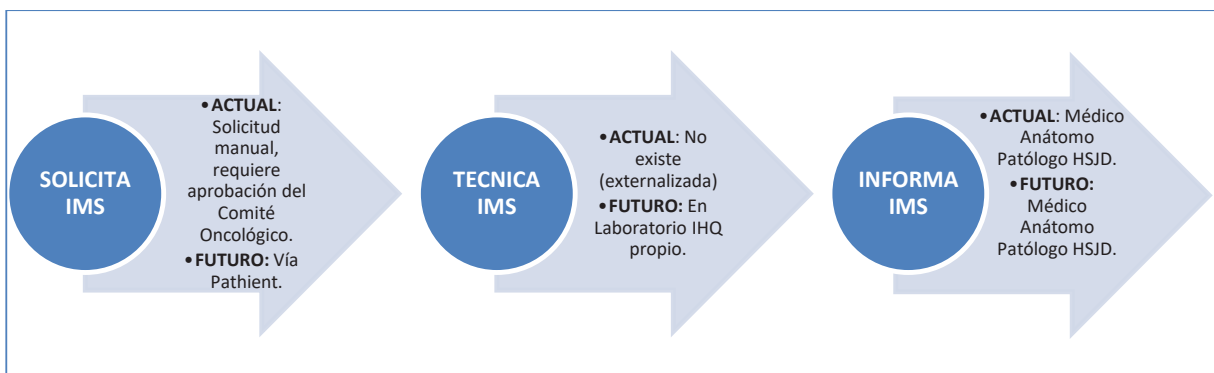 SOLICITA
IMS
•ACTUAL:
Solicitud
manual,
requiere
aprobación del
Comité
Oncológico.
•FUTURO: Vía
Pathient.
TECNICA
IMS
•ACTUAL: No
existe
(externalizada)
•FUTURO: En
Laboratorio IHQ
propio.
INFORMA
IMS
•ACTUAL: Médico
Anátomo
Patólogo HSJD.
•FUTURO:
Médico
Anátomo
Patólogo HSJD.